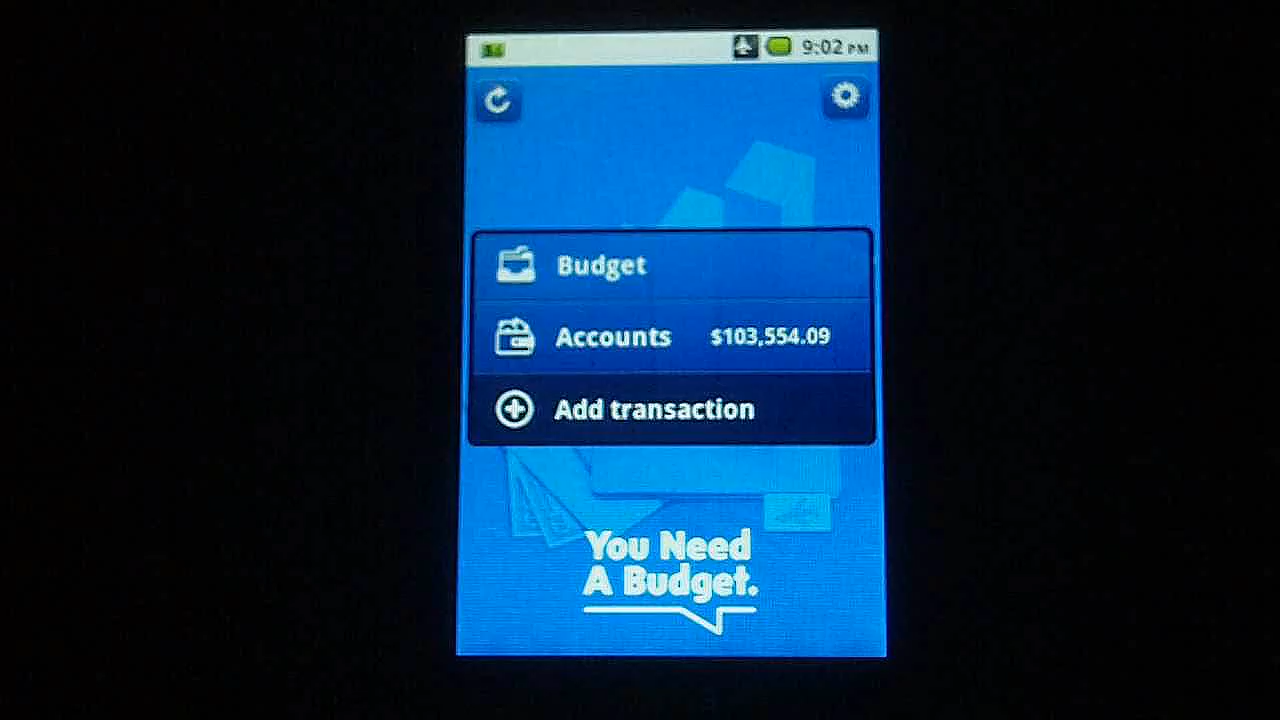 9:02 PM
Budget
Accounts $103,554.09
Add transaction
You Need
A Budget.